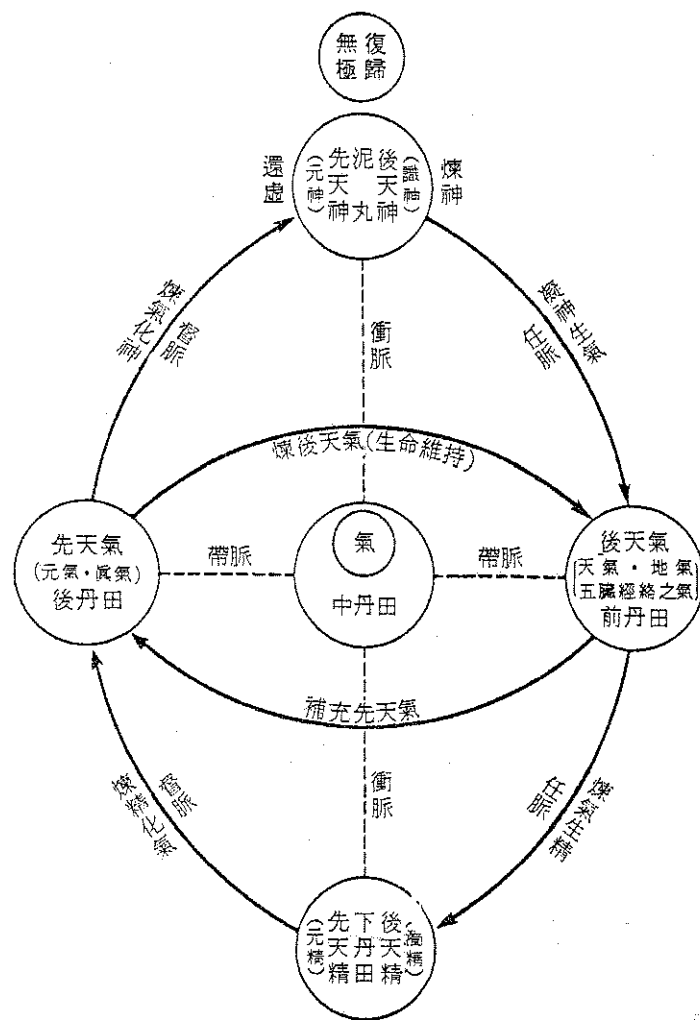 復歸
無極
煉神
還虛
後天神
(識神)
泥丸
先天神
(元神)
煉氣化神
督脈
衝脈
凝神生氣
任脈
煉後天氣(生命維持)
先天氣
(元氣・眞氣)
後丹田
帶脈
氣
中丹田
帶脈
後天氣
(天氣・地氣
五臟經絡之氣)
前丹田
補充先天氣
煉精化氣
督脈
衝脈
煉氣生精
任脈
後天精
(濁精)
下丹田
先天精
(元精)